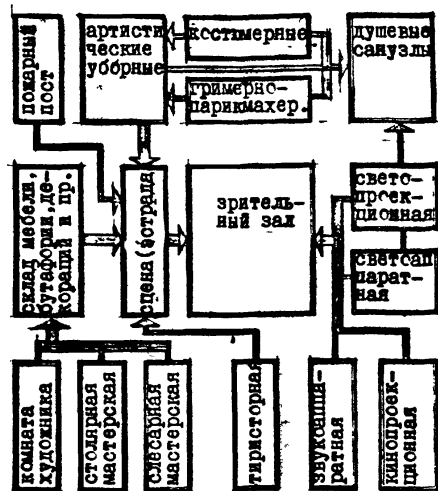 пожарный
пост
артисти
ческие
уборные
костюмерные
гримерно-
парикмахер.
душевые
санузлы
склад мебели,
бутафории, де-
кораций и пр.
сцена(эстрада
зритель-
ный зал
свето-
проек-
ционная
светоап
парат-
ная
комната
художника
столярная
мастерская
слесарная
мастерская
тиристорная
звукоаппа-
ратная
кинопроек-
ционная